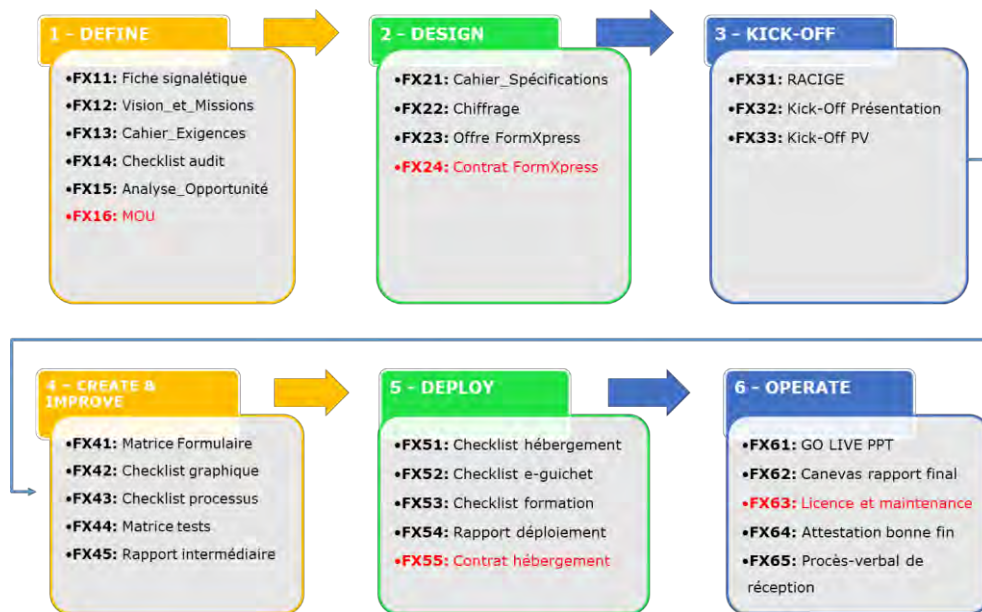 1 – DEFINE
•FX11: Fiche signalétique
•FX12: Vision_et_Missions
•FX13: Cahier_Exigences
•FX14: Checklist audit
•FX15: Analyse_Opportunité
•FX16: MOU
2 - DESIGN
•FX21: Cahier_Spécifications
•FX22: Chiffrage
•FX23: Offre FormXpress
•FX24: Contrat FormXpress
3 - KICK-OFF
•FX31: RACIGE
•FX32: Kick-Off Présentation
•FX33: Kick-Off PV
4 – CREATE &
IMPROVE
•FX41: Matrice Formulaire
•FX42: Checklist graphique
•FX43: Checklist processus
•FX44: Matrice tests
•FX45: Rapport intermédiaire
5 - DEPLOY
•FX51: Checklist hébergement
•FX52: Checklist e-guichet
•FX53: Checklist formation
•FX54: Rapport déploiement
•FX55: Contrat hébergement
6 - OPERATE
•FX61: GO LIVE PPT
•FX62: Canevas rapport final
•FX63: Licence et maintenance
•FX64: Attestation bonne fin
•FX65: Procès-verbal de
réception